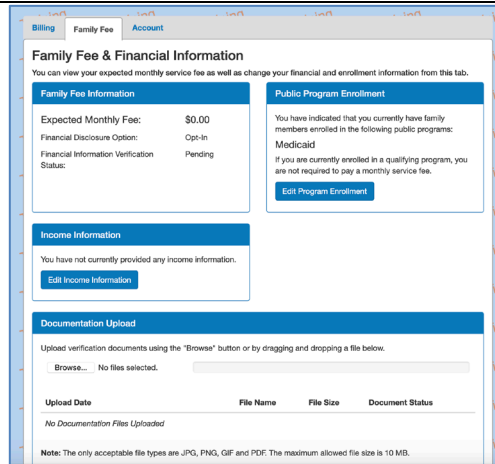 Billing
Family Fee
Account
Family Fee & Financial Information
You can view your expected monthly service fee as well as change your financial and enrollment information from this tab.
Family Fee Information
Expected Monthly Fee: $0.00
Financial Disclosure Option: Opt-In
Financial Information Verification Pending
Status:
Public Program Enrollment
You have indicated that you currently have family
members enrolled in the following public programs:
Medicaid
If you are currently enrolled in a qualifying program, you
are not required to pay a monthly service fee.
Edit Program Enrollment
Income Information
You have not currently provided any income information.
Edit Income Information
Documentation Upload
Upload verification documents using the "Browse" button or by dragging and dropping a file below.
Browse... No files selected.
Upload Date File Name File Size Document Status
No Documentation Files Uploaded
Note: The only acceptable file types are JPG, PNG, GIF and PDF. The maximum allowed file size is 10 MB.